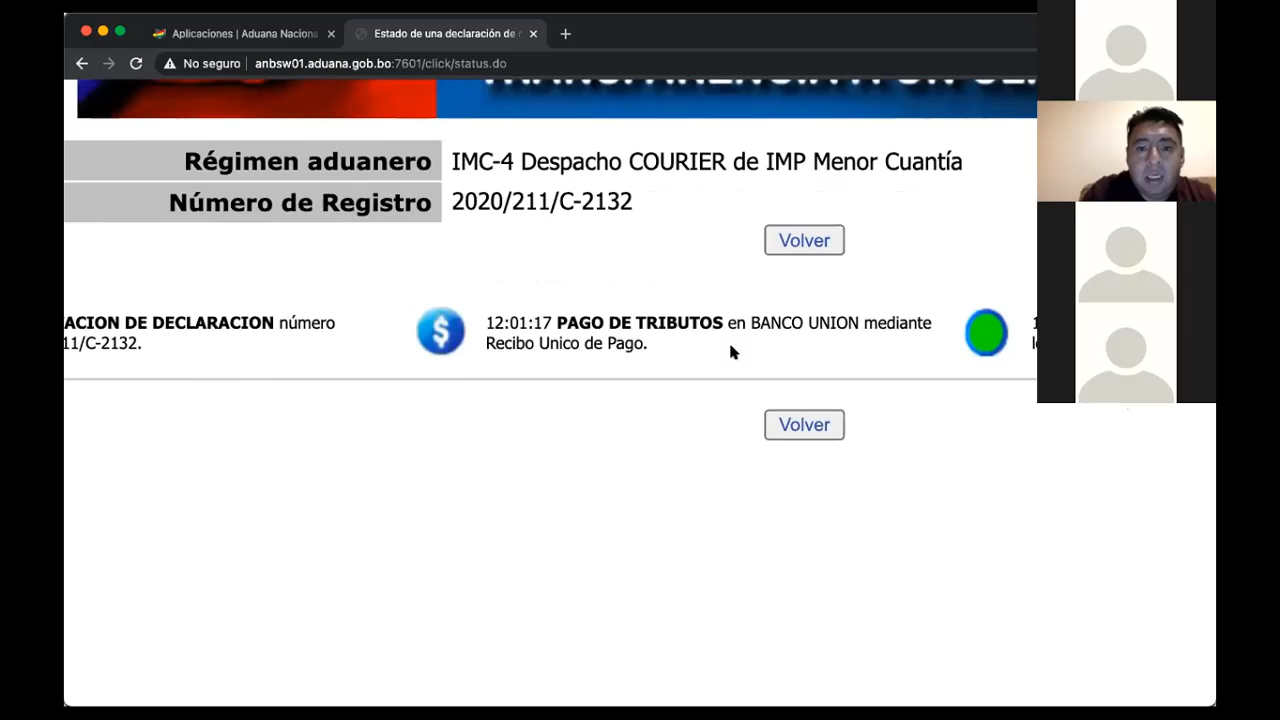 Aplicaciones | Aduana Naciona
Estado de una declaración de
No seguro
anbsw01.aduana.gob.bo:7601/click/status.do
Régimen aduanero
IMC-4 Despacho COURIER de IMP Menor Cuantía
Número de Registro
2020/211/C-2132
Volver
ACION DE DECLARACION número
11/C-2132.
$
12:01:17 PAGO DE TRIBUTOS en BANCO UNION mediante
Recibo Unico de Pago.
Volver